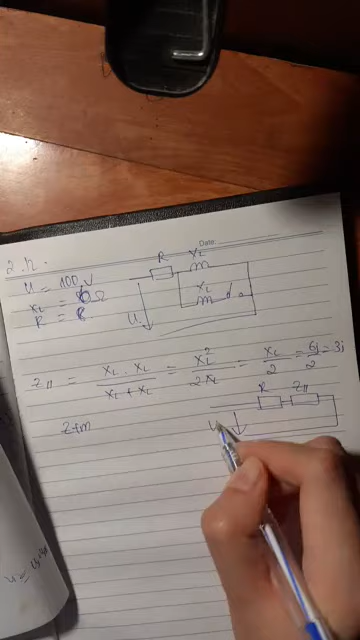 Date:
2. n.
U = 100 V
XL = 6 Ω
R = 8
R XL
XL
U
Z11 = XL . XL / XL + XL = XL² / 2XL = XL / 2 = 6j / 2 = 3j
R Z11
U